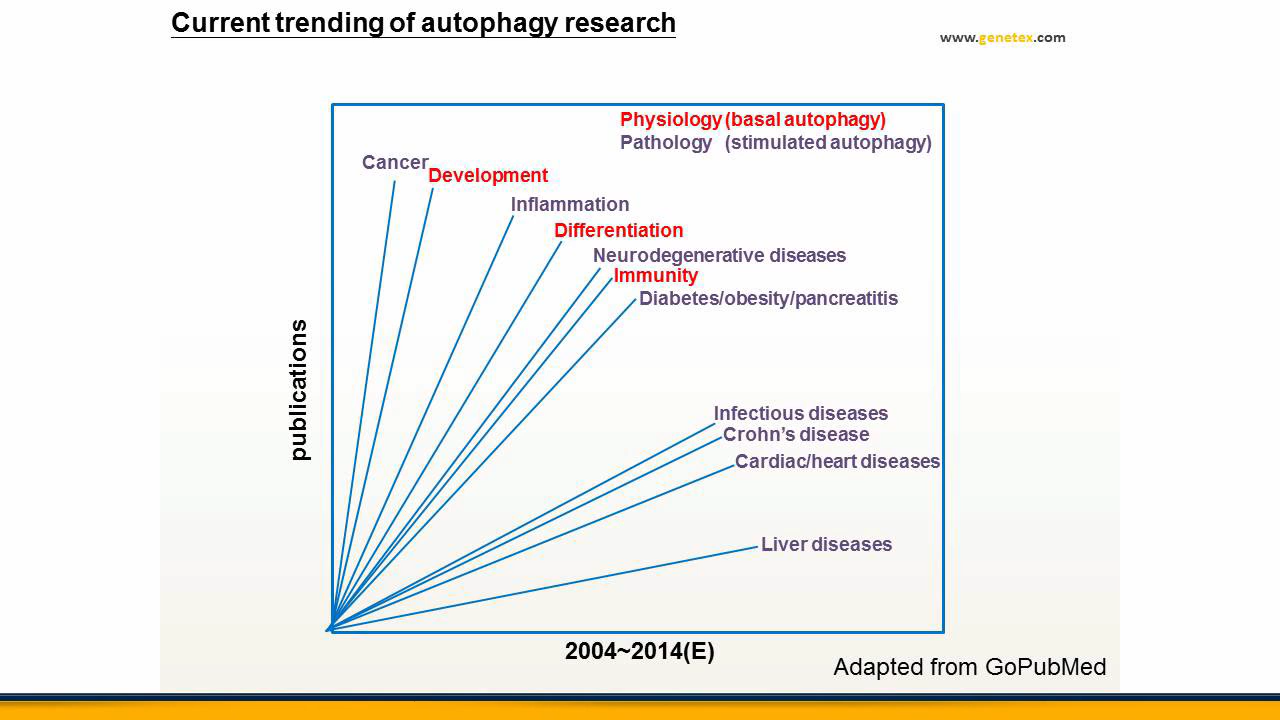 Current trending of autophagy research
www.genetex.com
Physiology (basal autophagy)
Pathology (stimulated autophagy)
Cancer
Development
Inflammation
Differentiation
Neurodegenerative diseases
Immunity
Diabetes/obesity/pancreatitis
publications
Infectious diseases
Crohn’s disease
Cardiac/heart diseases
Liver diseases
2004~2014(E)
Adapted from GoPubMed